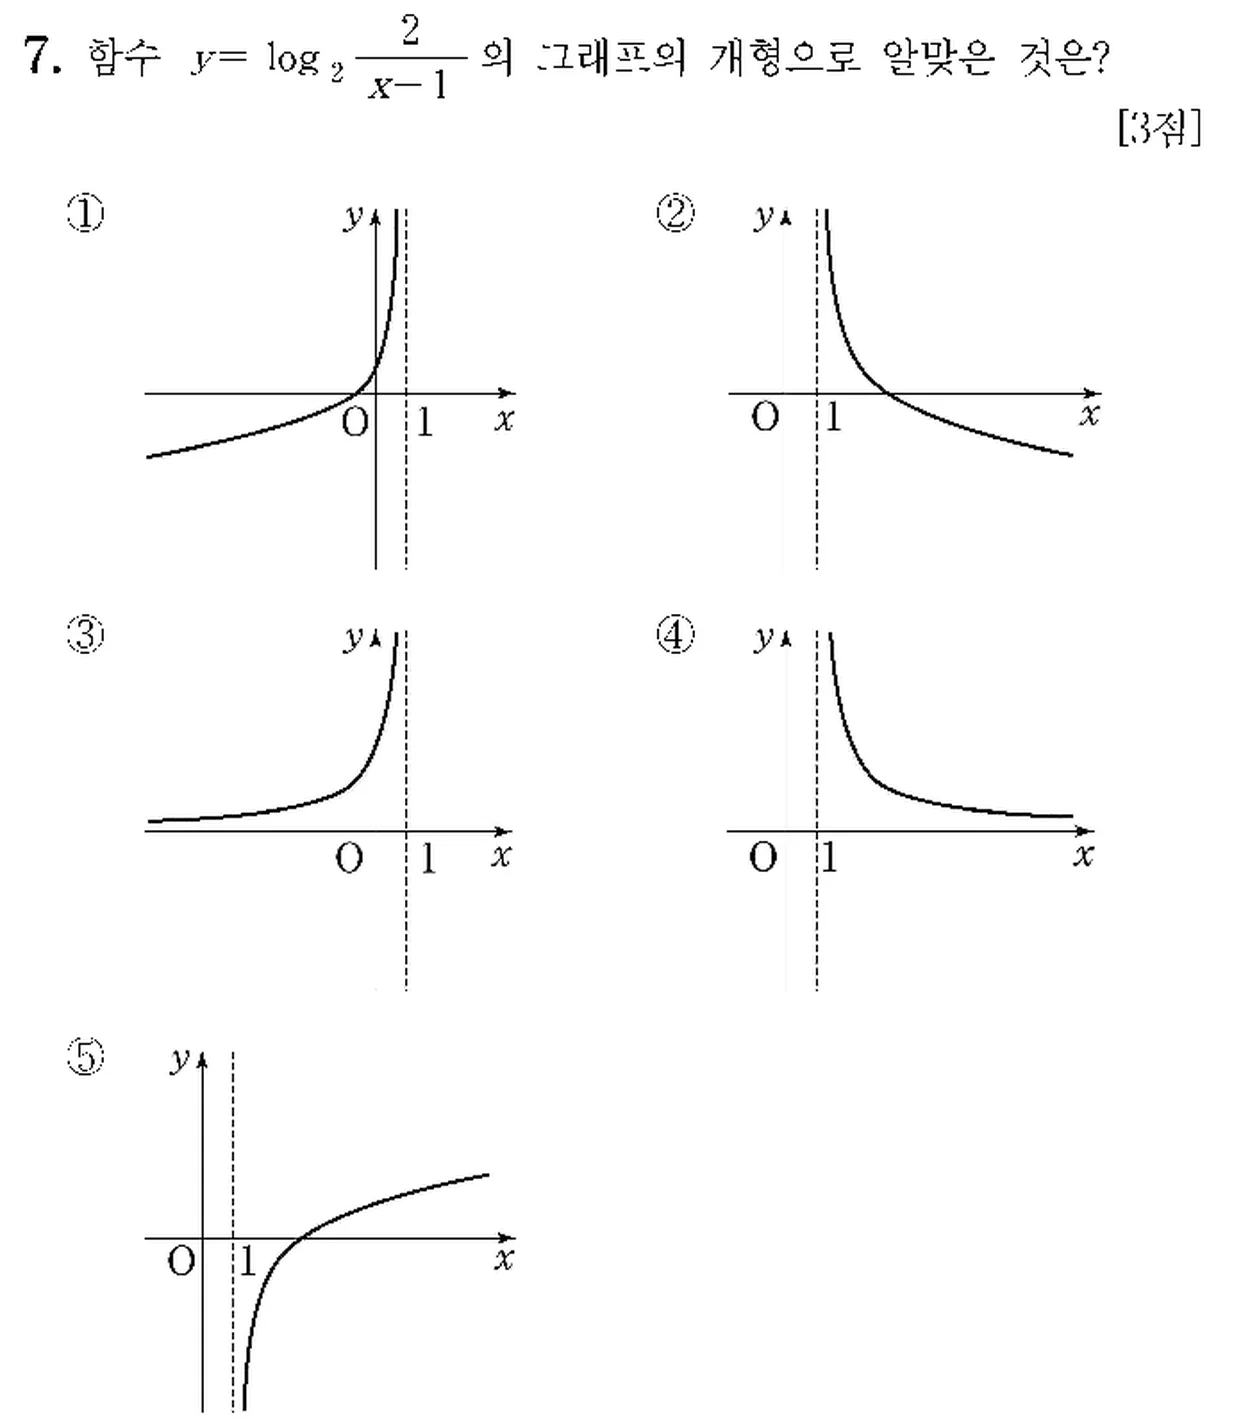 7. 함수 y= log₂ 2/(x−1) 의 그래프의 개형으로 알맞은 것은?
[3점]
① y O 1 x
② y O 1 x
③ y O 1 x
④ y O 1 x
⑤ y O 1 x